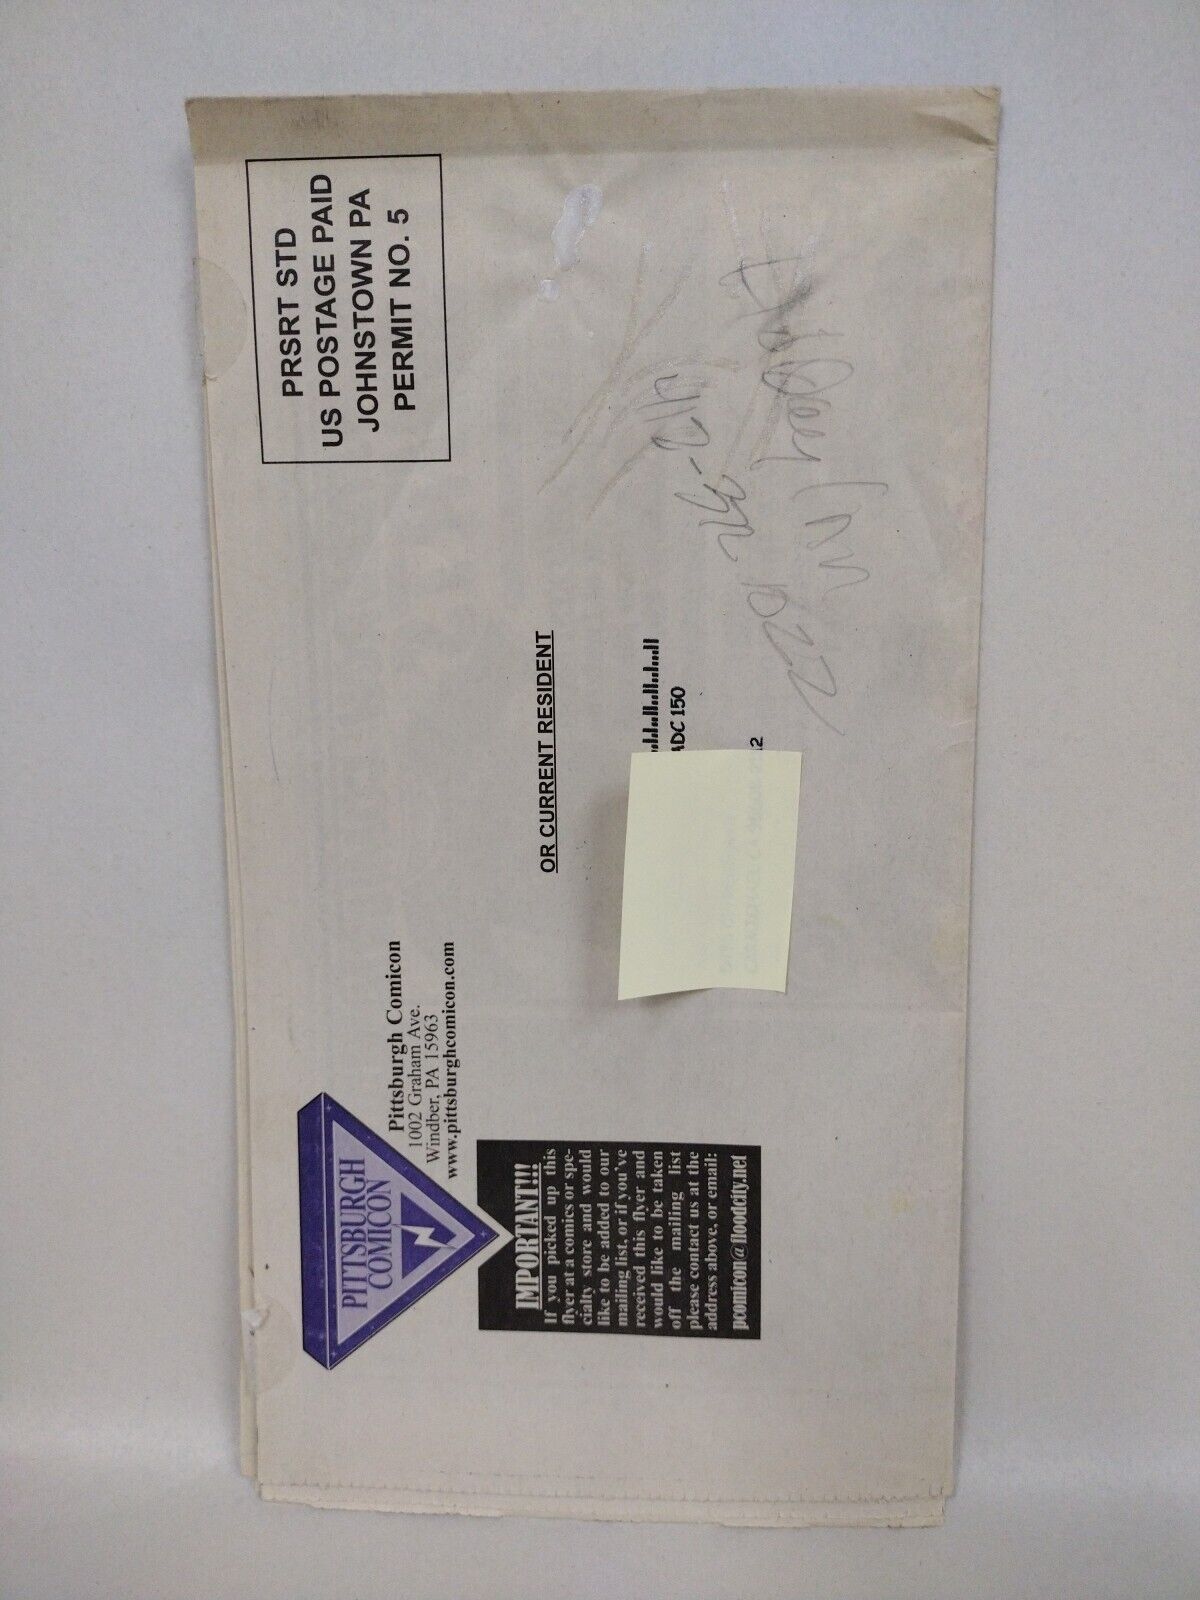 PRSRT STD
US POSTAGE PAID
JOHNSTOWN PA
PERMIT NO. 5
PITTSBURGH
COMICON
Pittsburgh Comicon
1002 Graham Ave.
Windber, PA 15963
www.pittsburghcomicon.com
IMPORTANT!!!
If you picked up this
flyer at a comics or spe-
cialty store and would
like to be added to our
mailing list, or if you've
received this flyer and
would like to be taken
off the mailing list
please contact us at the
address above, or email:
pcomicon@floodcity.net
OR CURRENT RESIDENT
ADC 150
Inn